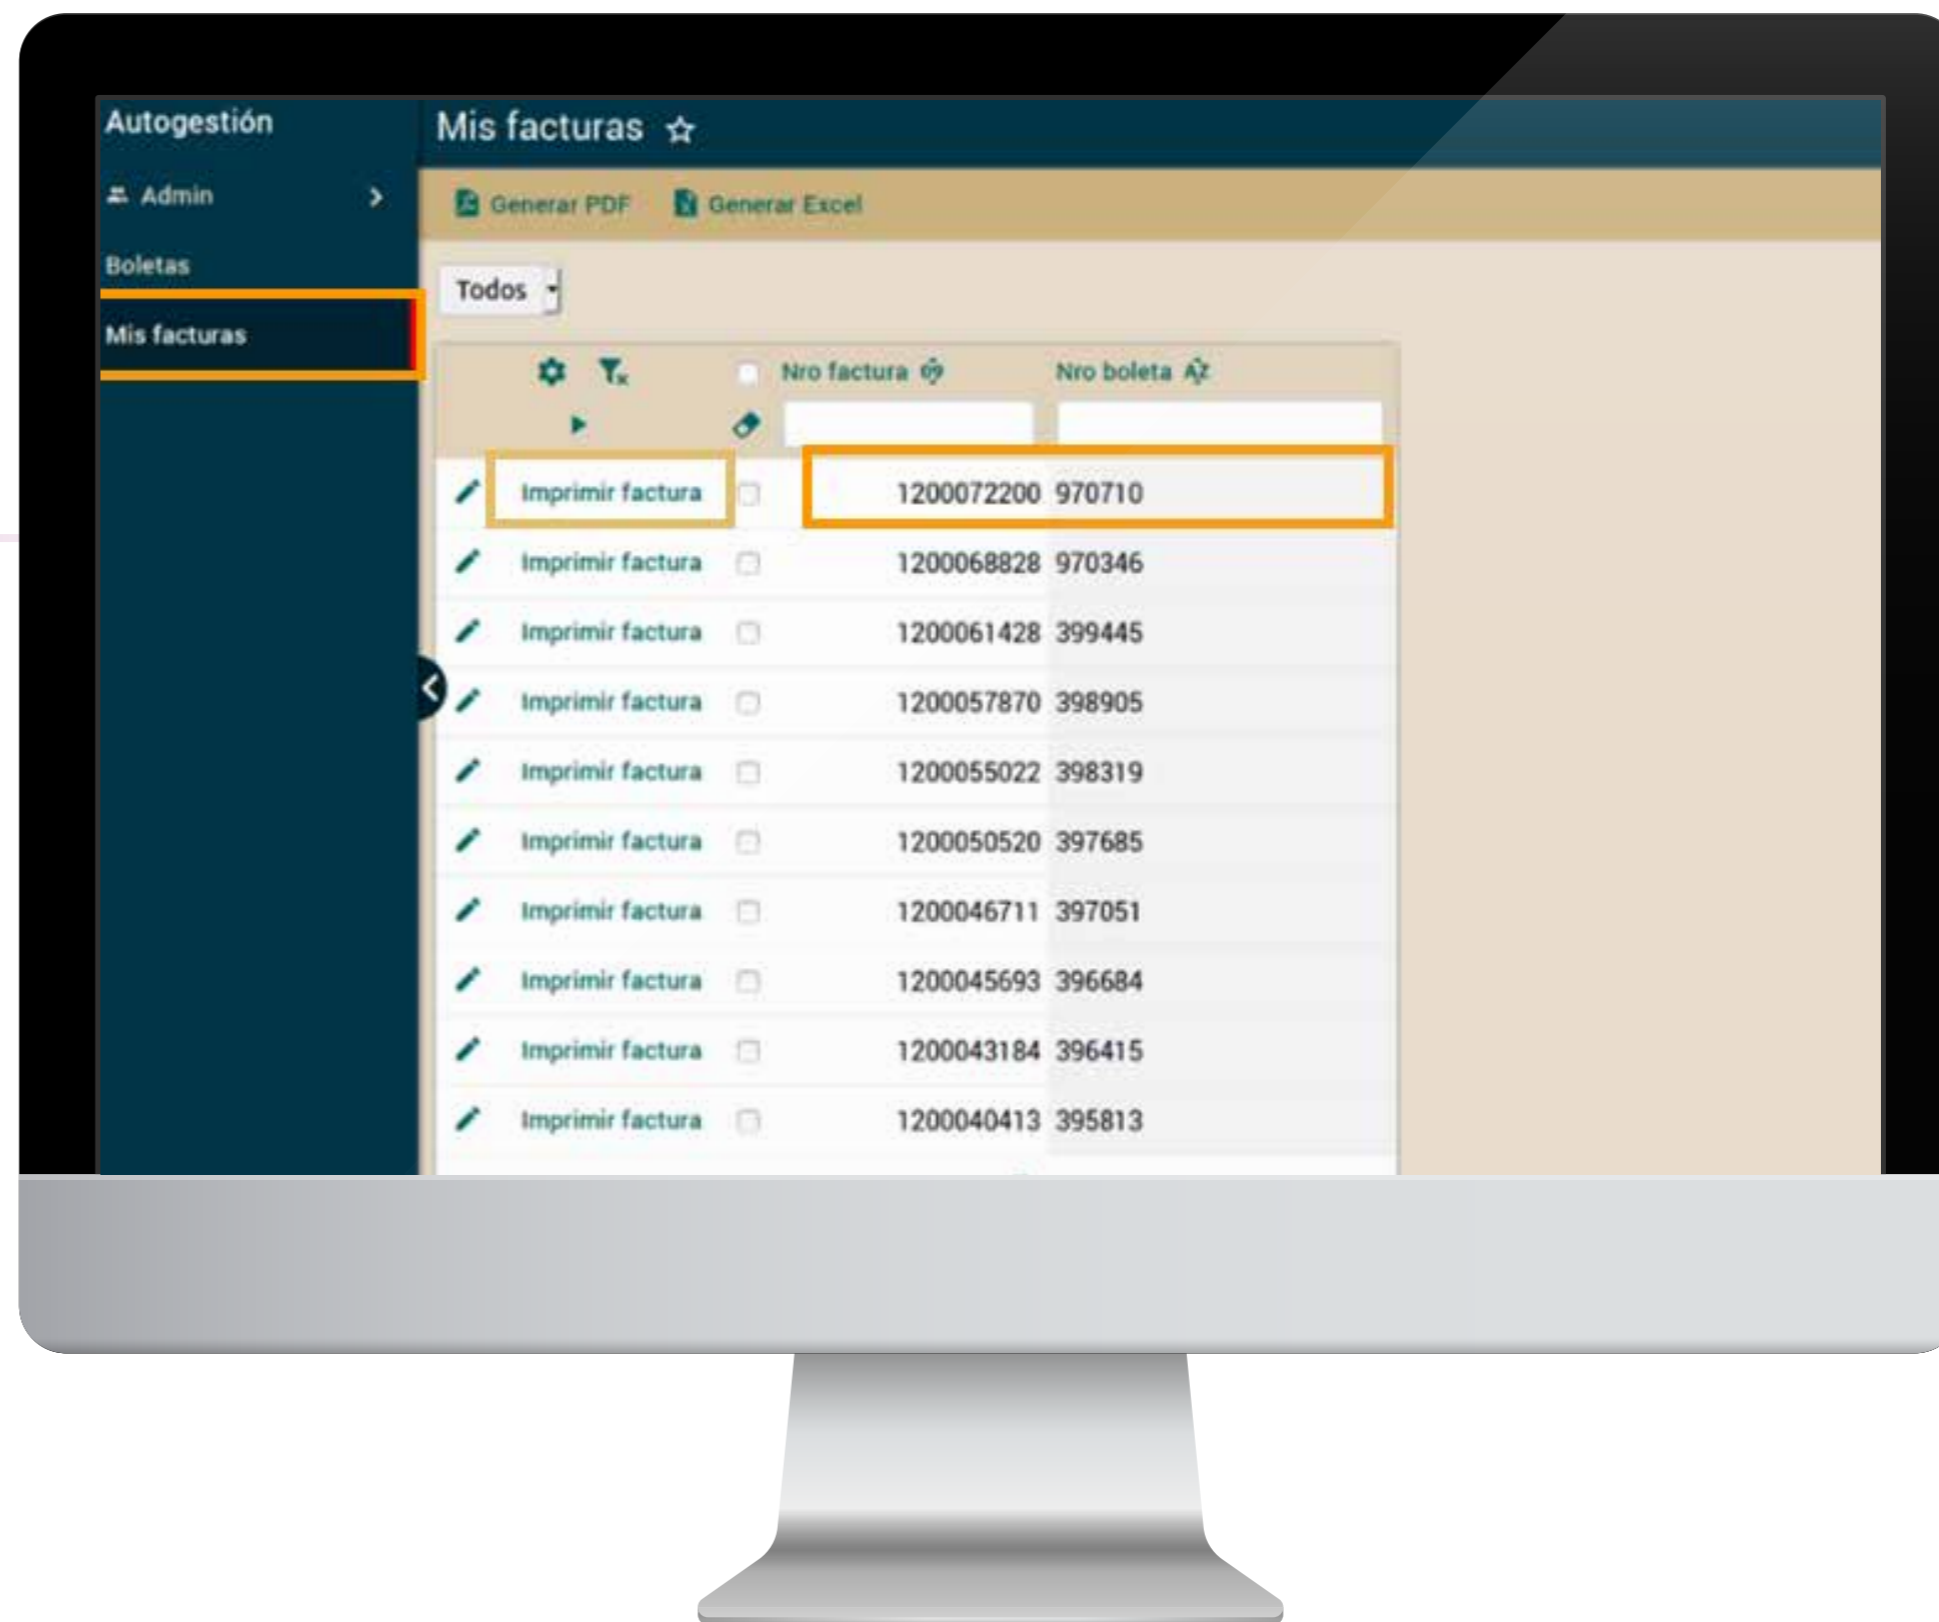 Autogestión
Admin
Boletas
Mis facturas
Mis facturas
Generar PDF Generar Excel
Todos
Nro factura Nro boleta
Imprimir factura 1200072200 970710
Imprimir factura 1200068828 970346
Imprimir factura 1200061428 399445
Imprimir factura 1200057870 398905
Imprimir factura 1200055022 398319
Imprimir factura 1200050520 397685
Imprimir factura 1200046711 397051
Imprimir factura 1200045693 396684
Imprimir factura 1200043184 396415
Imprimir factura 1200040413 395813